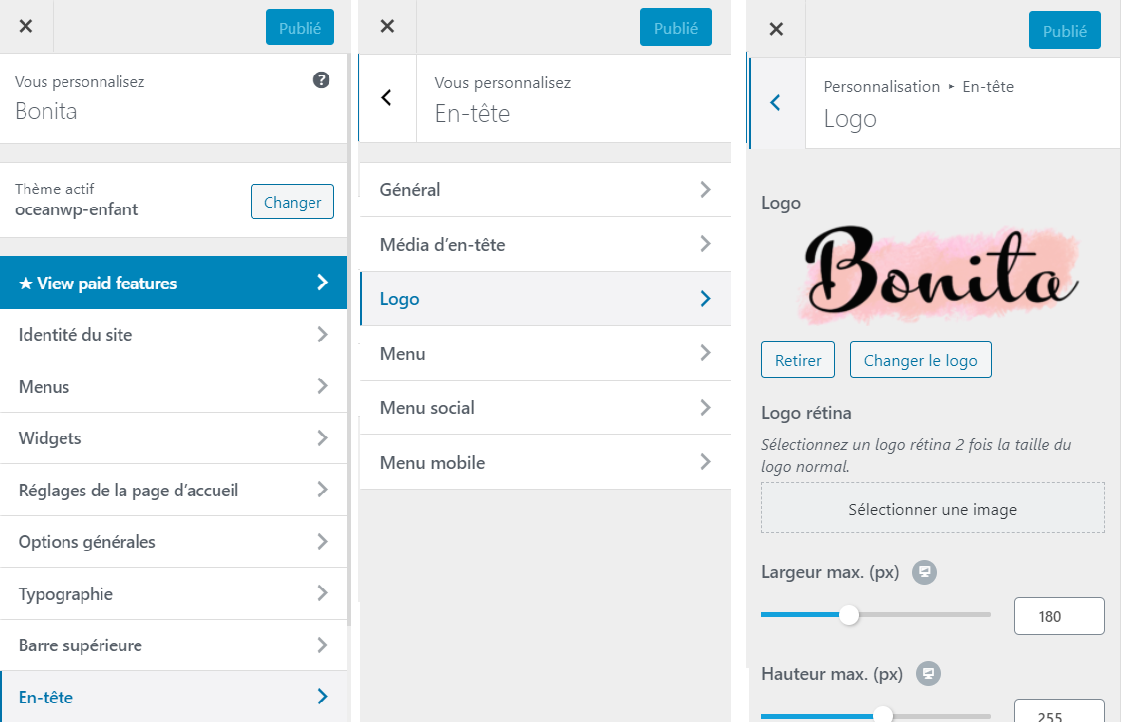 Publié
Vous personnalisez
Bonita
Thème actif
oceanwp-enfant
Changer
★ View paid features
Identité du site
Menus
Widgets
Réglages de la page d’accueil
Options générales
Typographie
Barre supérieure
En-tête
Publié
Vous personnalisez
En-tête
Général
Média d’en-tête
Logo
Menu
Menu social
Menu mobile
Publié
Personnalisation ▸ En-tête
Logo
Logo
Bonita
Retirer
Changer le logo
Logo rétina
Sélectionnez un logo rétina 2 fois la taille du
logo normal.
Sélectionner une image
Largeur max. (px)
180
Hauteur max. (px)
255